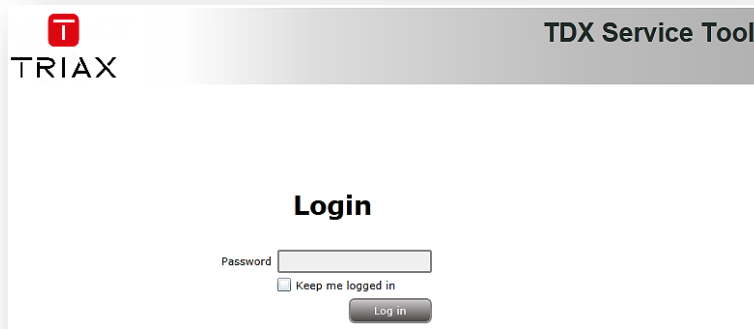 T
TRIAX
TDX Service Tool
Login
Password
Keep me logged in
Log in